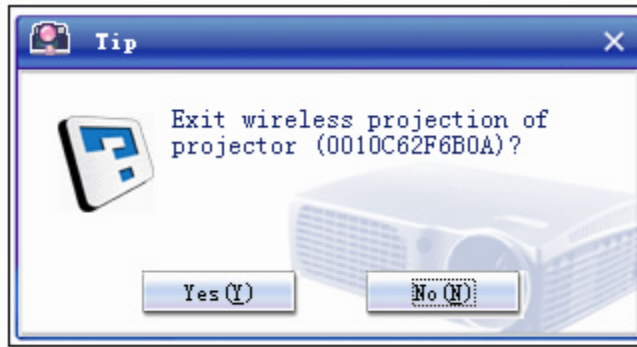 Tip
Exit wireless projection of
projector (0010C62F6B0A)?
Yes(Y)
No(N)